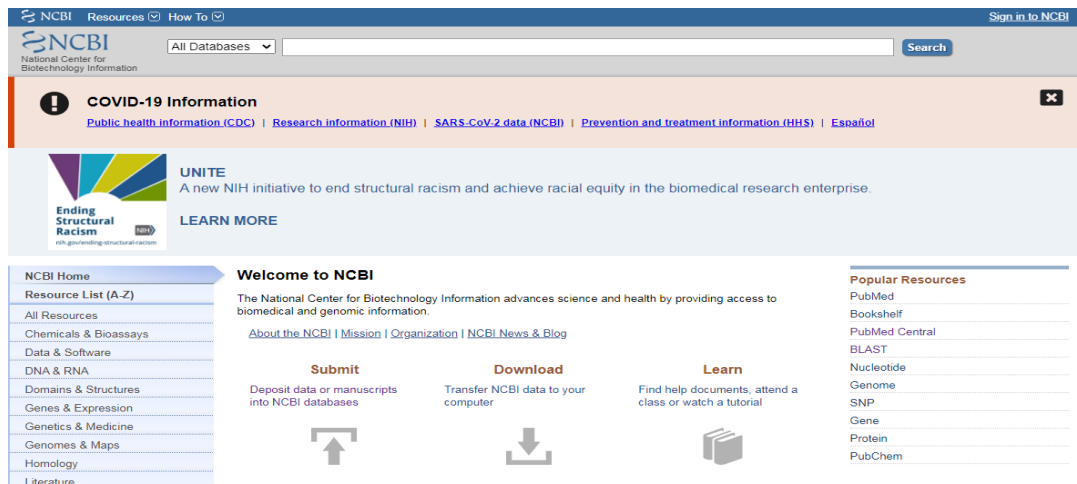 NCBI Resources How To Sign in to NCBI
NCBI
National Center for
Biotechnology Information
All Databases Search
COVID-19 Information
Public health information (CDC) | Research information (NIH) | SARS-CoV-2 data (NCBI) | Prevention and treatment information (HHS) | Español
Ending
Structural
Racism NIH
nih.gov/ending-structural-racism
UNITE
A new NIH initiative to end structural racism and achieve racial equity in the biomedical research enterprise.
LEARN MORE
NCBI Home
Resource List (A-Z)
All Resources
Chemicals & Bioassays
Data & Software
DNA & RNA
Domains & Structures
Genes & Expression
Genetics & Medicine
Genomes & Maps
Homology
Literature
Welcome to NCBI
The National Center for Biotechnology Information advances science and health by providing access to
biomedical and genomic information.
About the NCBI | Mission | Organization | NCBI News & Blog
Submit
Deposit data or manuscripts
into NCBI databases
Download
Transfer NCBI data to your
computer
Learn
Find help documents, attend a
class or watch a tutorial
Popular Resources
PubMed
Bookshelf
PubMed Central
BLAST
Nucleotide
Genome
SNP
Gene
Protein
PubChem